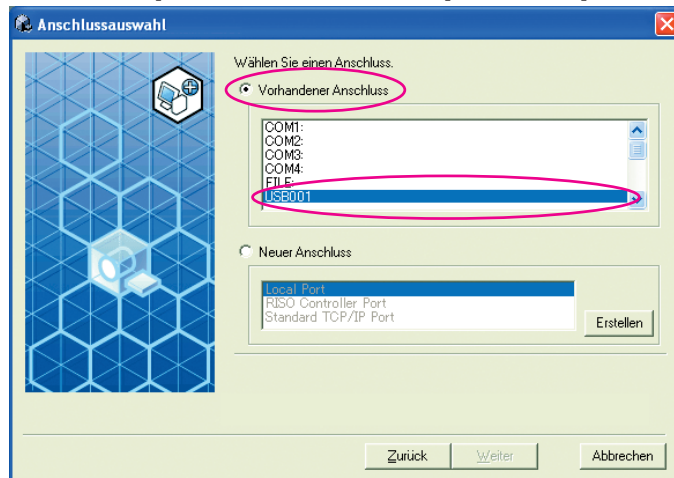 Anschlussauswahl
Wählen Sie einen Anschluss.
Vorhandener Anschluss
COM1:
COM2:
COM3:
COM4:
FILE:
USB001
Neuer Anschluss
Local Port
RISO Controller Port
Standard TCP/IP Port
Erstellen
Zurück
Weiter
Abbrechen